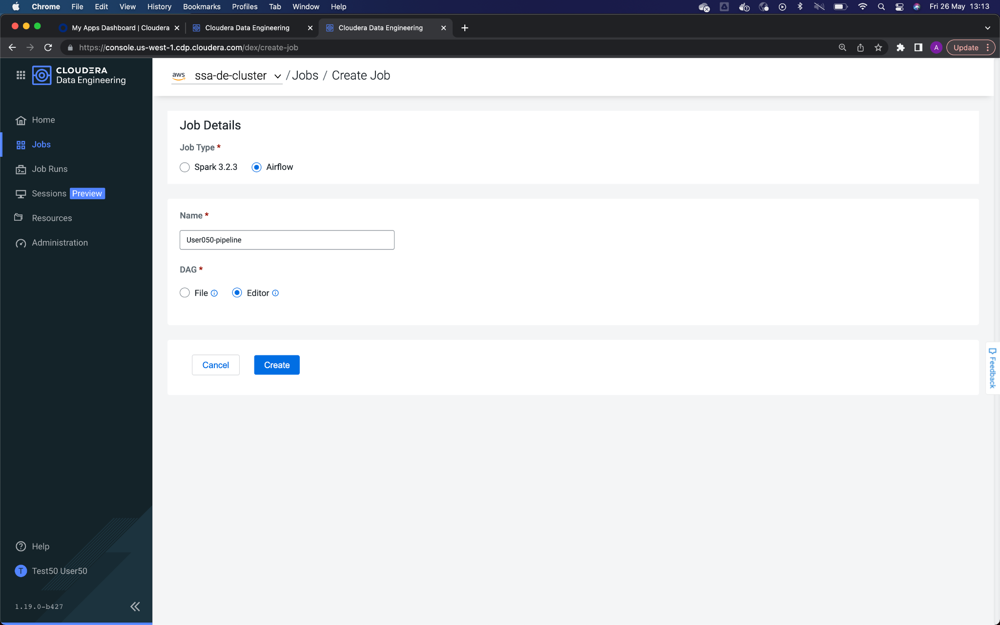 Chrome File Edit View History Bookmarks Profiles Tab Window Help Fri 26 May 13:13
My Apps Dashboard | Cloudera Cloudera Data Engineering Cloudera Data Engineering
https://console.us-west-1.cdp.cloudera.com/dex/create-job A Update
CLOUDERA
Data Engineering
aws ssa-de-cluster / Jobs / Create Job
Home
Jobs
Job Runs
Sessions Preview
Resources
Administration
Job Details
Job Type *
Spark 3.2.3 Airflow
Name *
User050-pipeline
DAG *
File Editor
Cancel Create
Feedback
Help
T Test50 User50
1.19.0-b427